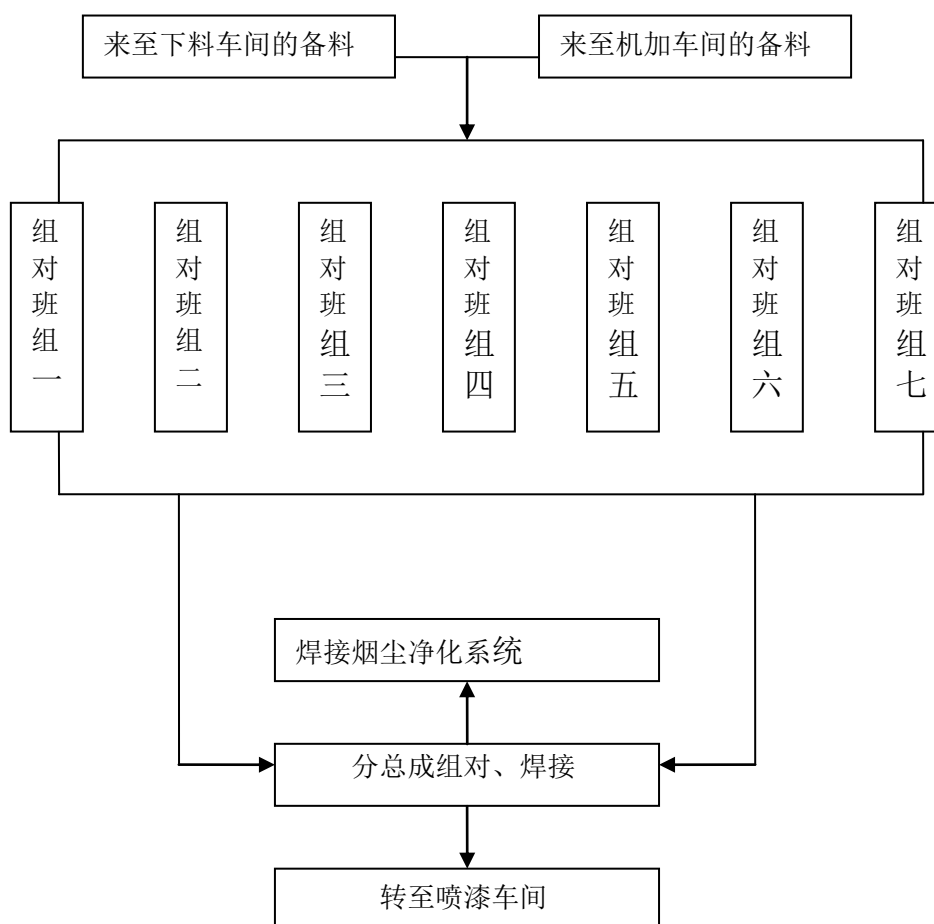 来至下料车间的备料
来至机加车间的备料
组对班组一
组对班组二
组对班组三
组对班组四
组对班组五
组对班组六
组对班组七
焊接烟尘净化系统
分总成组对、焊接
转至喷漆车间